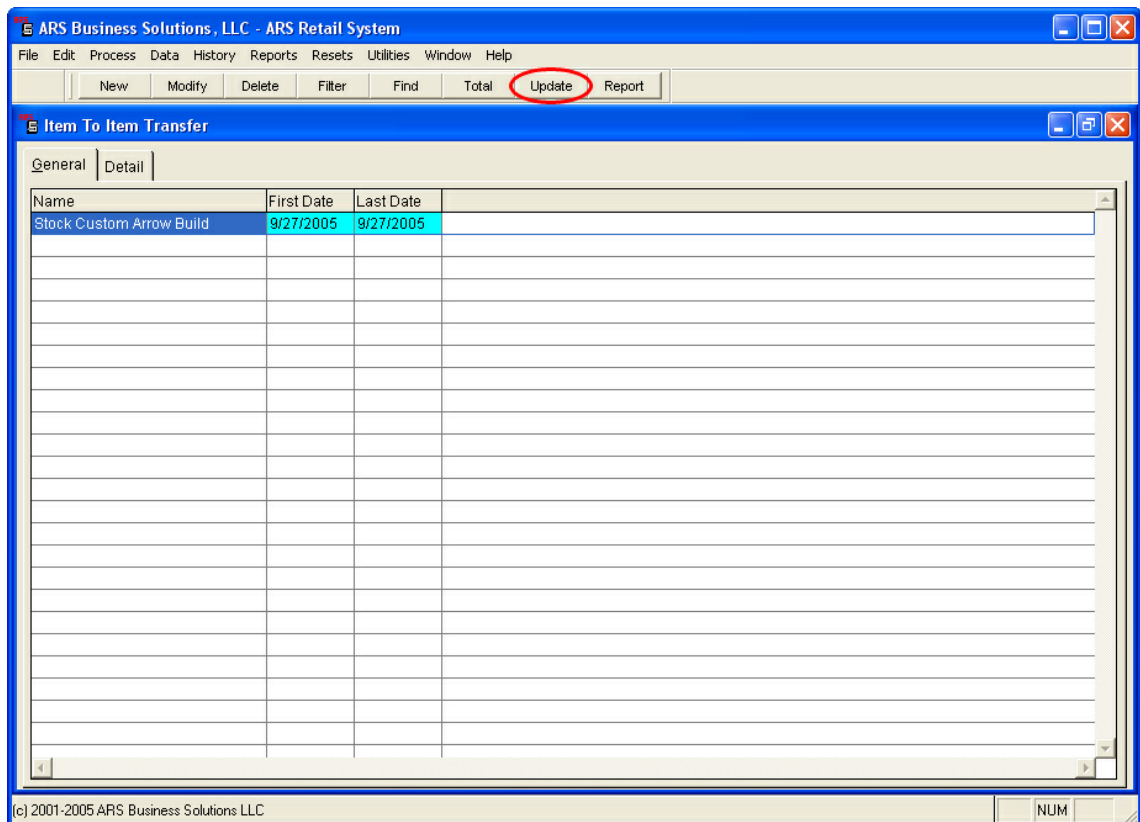 ARS Business Solutions, LLC - ARS Retail System
File Edit Process Data History Reports Resets Utilities Window Help
New Modify Delete Filter Find Total Update Report
Item To Item Transfer
General Detail
Name First Date Last Date
Stock Custom Arrow Build 9/27/2005 9/27/2005
(c) 2001-2005 ARS Business Solutions LLC NUM